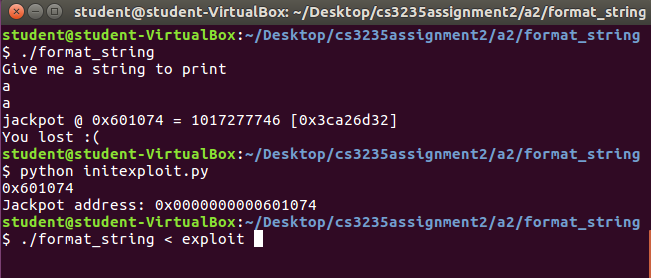 student@student-VirtualBox: ~/Desktop/cs3235assignment2/a2/format_string
student@student-VirtualBox:~/Desktop/cs3235assignment2/a2/format_string
$ ./format_string
Give me a string to print
a
a
jackpot @ 0x601074 = 1017277746 [0x3ca26d32]
You lost :(
student@student-VirtualBox:~/Desktop/cs3235assignment2/a2/format_string
$ python initexploit.py
0x601074
Jackpot address: 0x0000000000601074
student@student-VirtualBox:~/Desktop/cs3235assignment2/a2/format_string
$ ./format_string < exploit